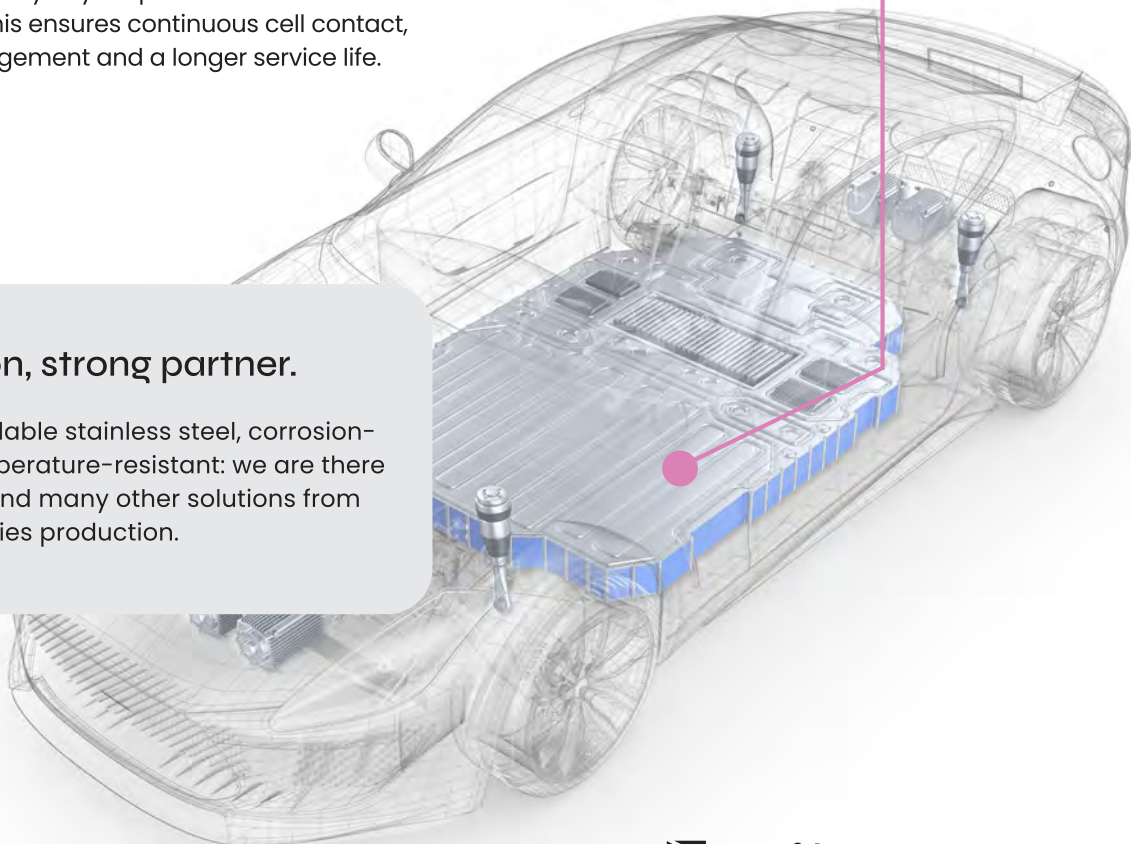 his ensures continuous cell contact,
gement and a longer service life.
n, strong partner.
dable stainless steel, corrosion-
perature-resistant: we are there
nd many other solutions from
ies production.